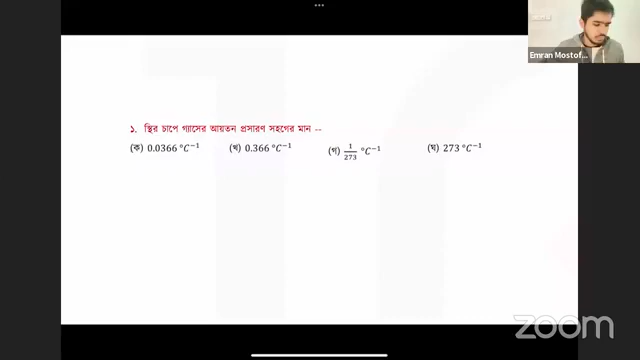 Emran Mostof...
১. স্থির চাপে গ্যাসের আয়তন প্রসারণ সহগের মান --
(ক) 0.0366 °C⁻¹ (খ) 0.366 °C⁻¹ (গ) 1/273 °C⁻¹ (ঘ) 273 °C⁻¹
zoom